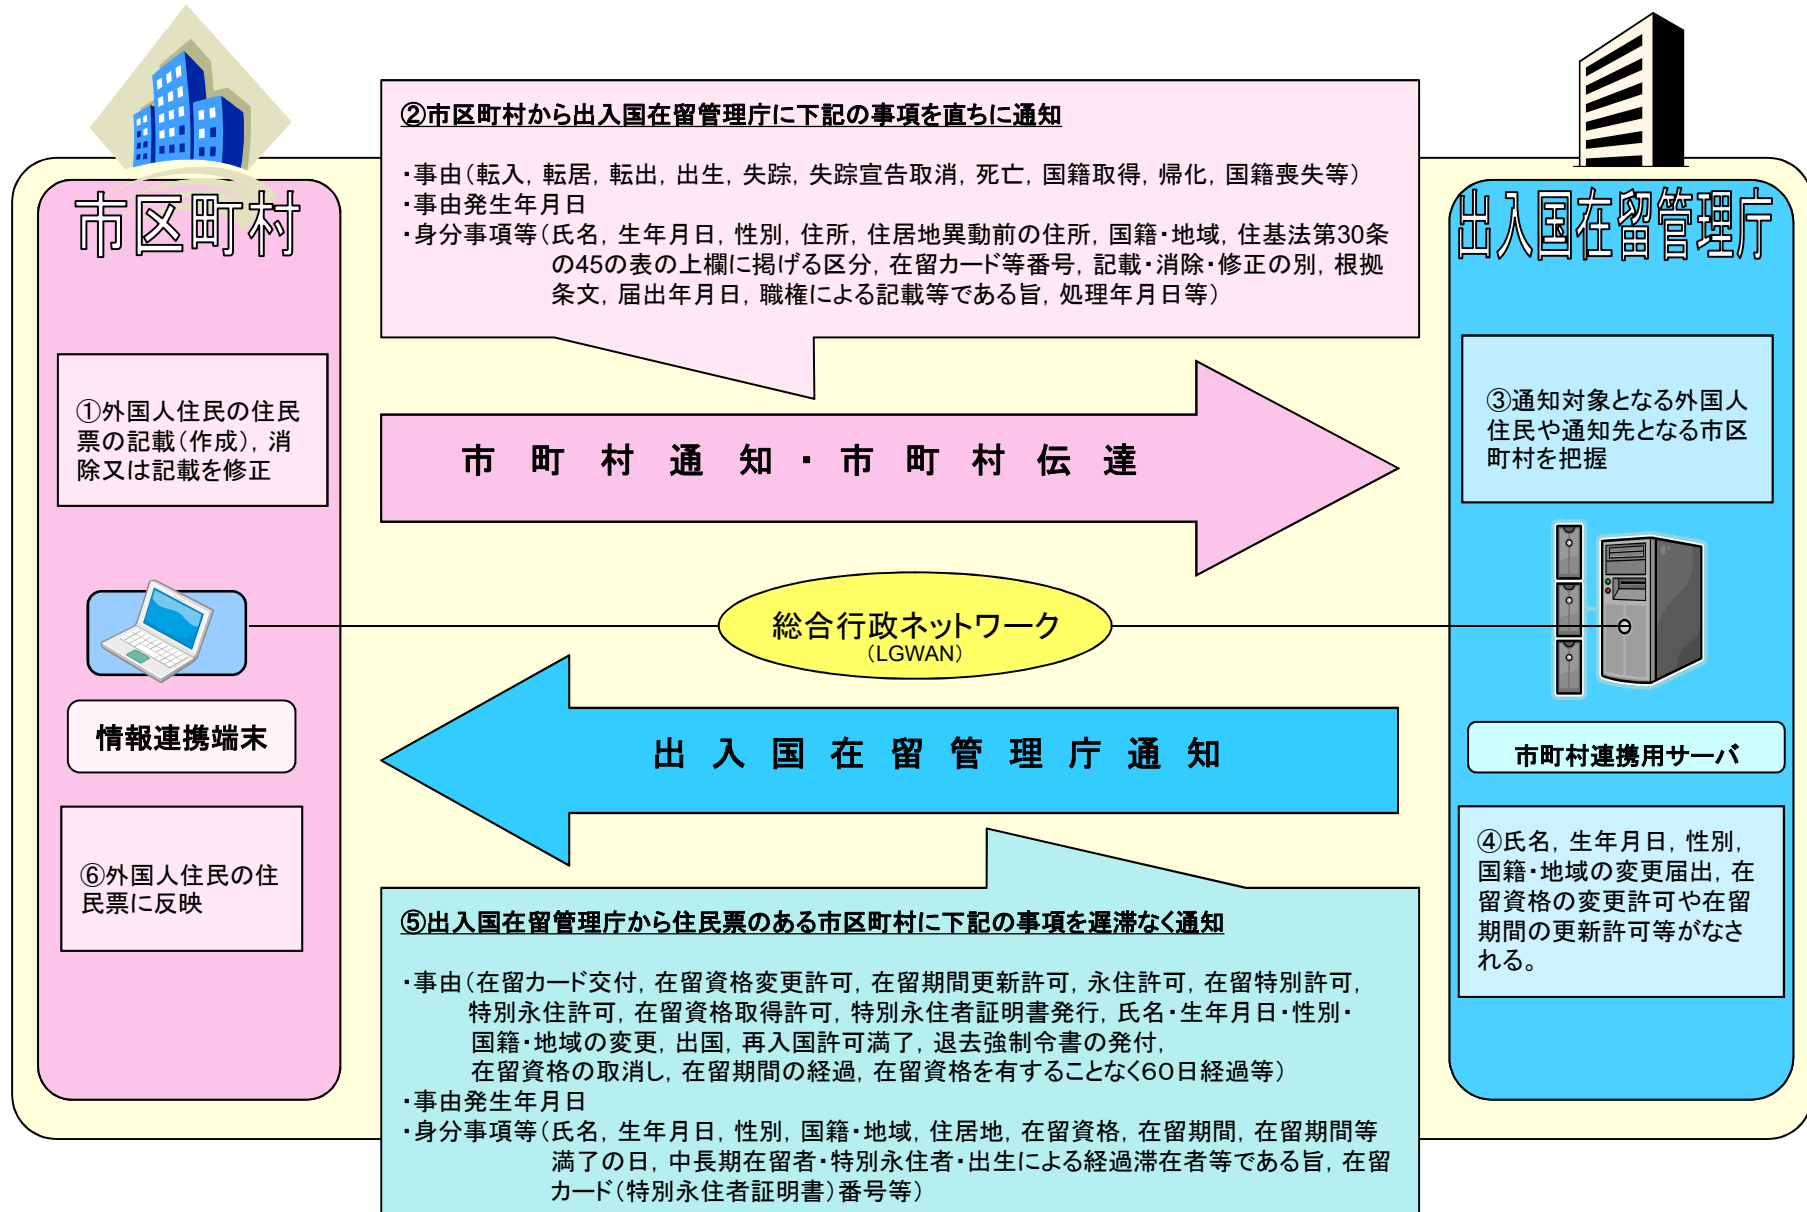 市区町村
①外国人住民の住民
票の記載（作成），消
除又は記載を修正
情報連携端末
⑥外国人住民の住
民票に反映
②市区町村から出入国在留管理庁に下記の事項を直ちに通知
・事由（転入，転居，転出，出生，失踪，失踪宣告取消，死亡，国籍取得，帰化，国籍喪失等）
・事由発生年月日
・身分事項等（氏名，生年月日，性別，住所，住居地異動前の住所，国籍・地域，住基法第30条
の45の表の上欄に掲げる区分，在留カード等番号，記載・消除・修正の別，根拠
条文，届出年月日，職権による記載等である旨，処理年月日等）
市町村通知・市町村伝達
総合行政ネットワーク
（LGWAN）
出入国在留管理庁通知
⑤出入国在留管理庁から住民票のある市区町村に下記の事項を遅滞なく通知
・事由（在留カード交付，在留資格変更許可，在留期間更新許可，永住許可，在留特別許可，
特別永住許可，在留資格取得許可，特別永住者証明書発行，氏名・生年月日・性別・
国籍・地域の変更，出国，再入国許可満了，退去強制令書の発付，
在留資格の取消し，在留期間の経過，在留資格を有することなく60日経過等）
・事由発生年月日
・身分事項等（氏名，生年月日，性別，国籍・地域，住居地，在留資格，在留期間，在留期間等
満了の日，中長期在留者・特別永住者・出生による経過滞在者等である旨，在留
カード（特別永住者証明書）番号等）
出入国在留管理庁
③通知対象となる外国人
住民や通知先となる市区
町村を把握
市町村連携用サーバ
④氏名，生年月日，性別，
国籍・地域の変更届出，在
留資格の変更許可や在留
期間の更新許可等がなさ
れる。